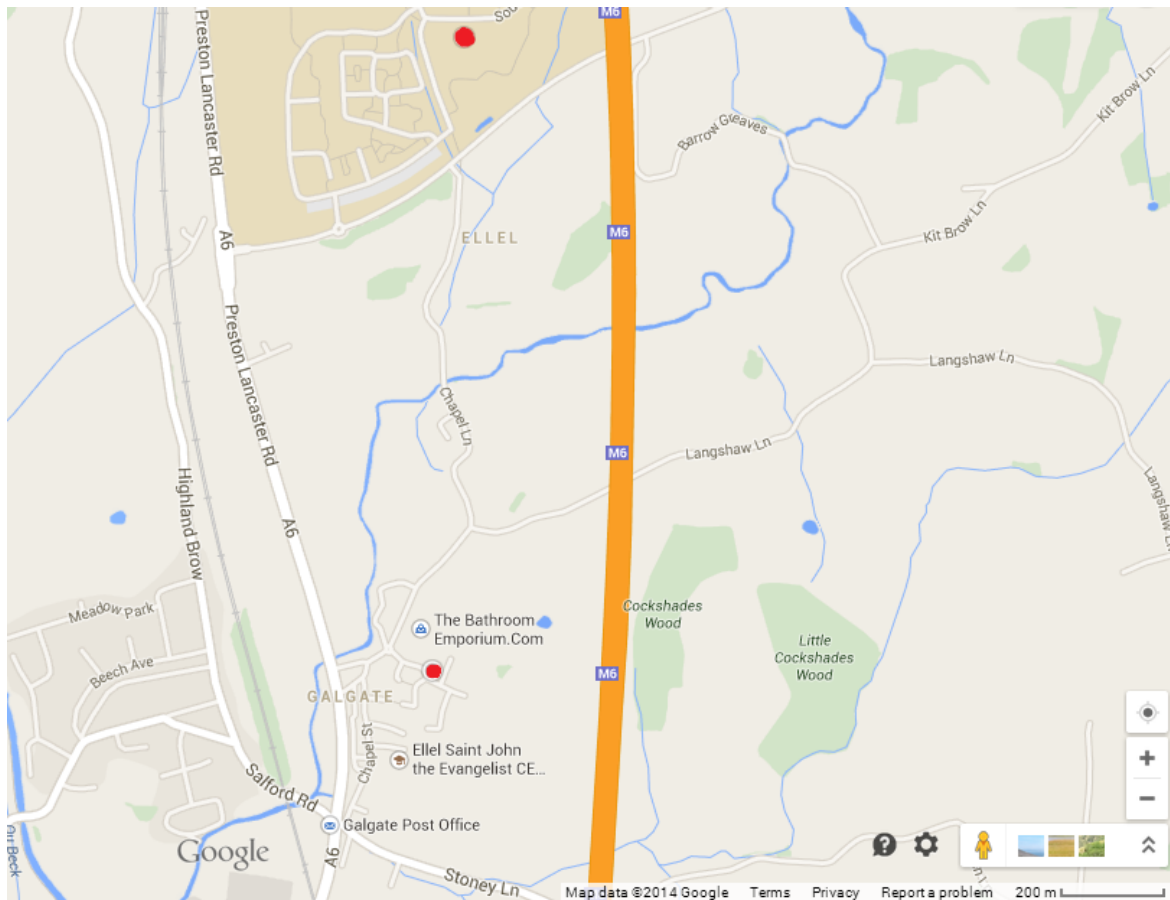 M6
Sou
Preston Lancaster Rd
Barrow Greaves
Kit Brow Ln
Kit Brow Ln
A6
ELLEL
M6
Preston Lancaster Rd
Langshaw Ln
Chapel Ln
M6
Langshaw Ln
Highland Brow
A6
Langshaw Ln
Meadow Park
The Bathroom
Emporium.Com
Cockshades
Wood
Little
Cockshades
Wood
Beech Ave
M6
GALGATE
Chapel St
Ellel Saint John
the Evangelist CE...
Salford Rd
Galgate Post Office
Google
A6
Stoney Ln
Map data ©2014 Google Terms Privacy Report a problem 200 m